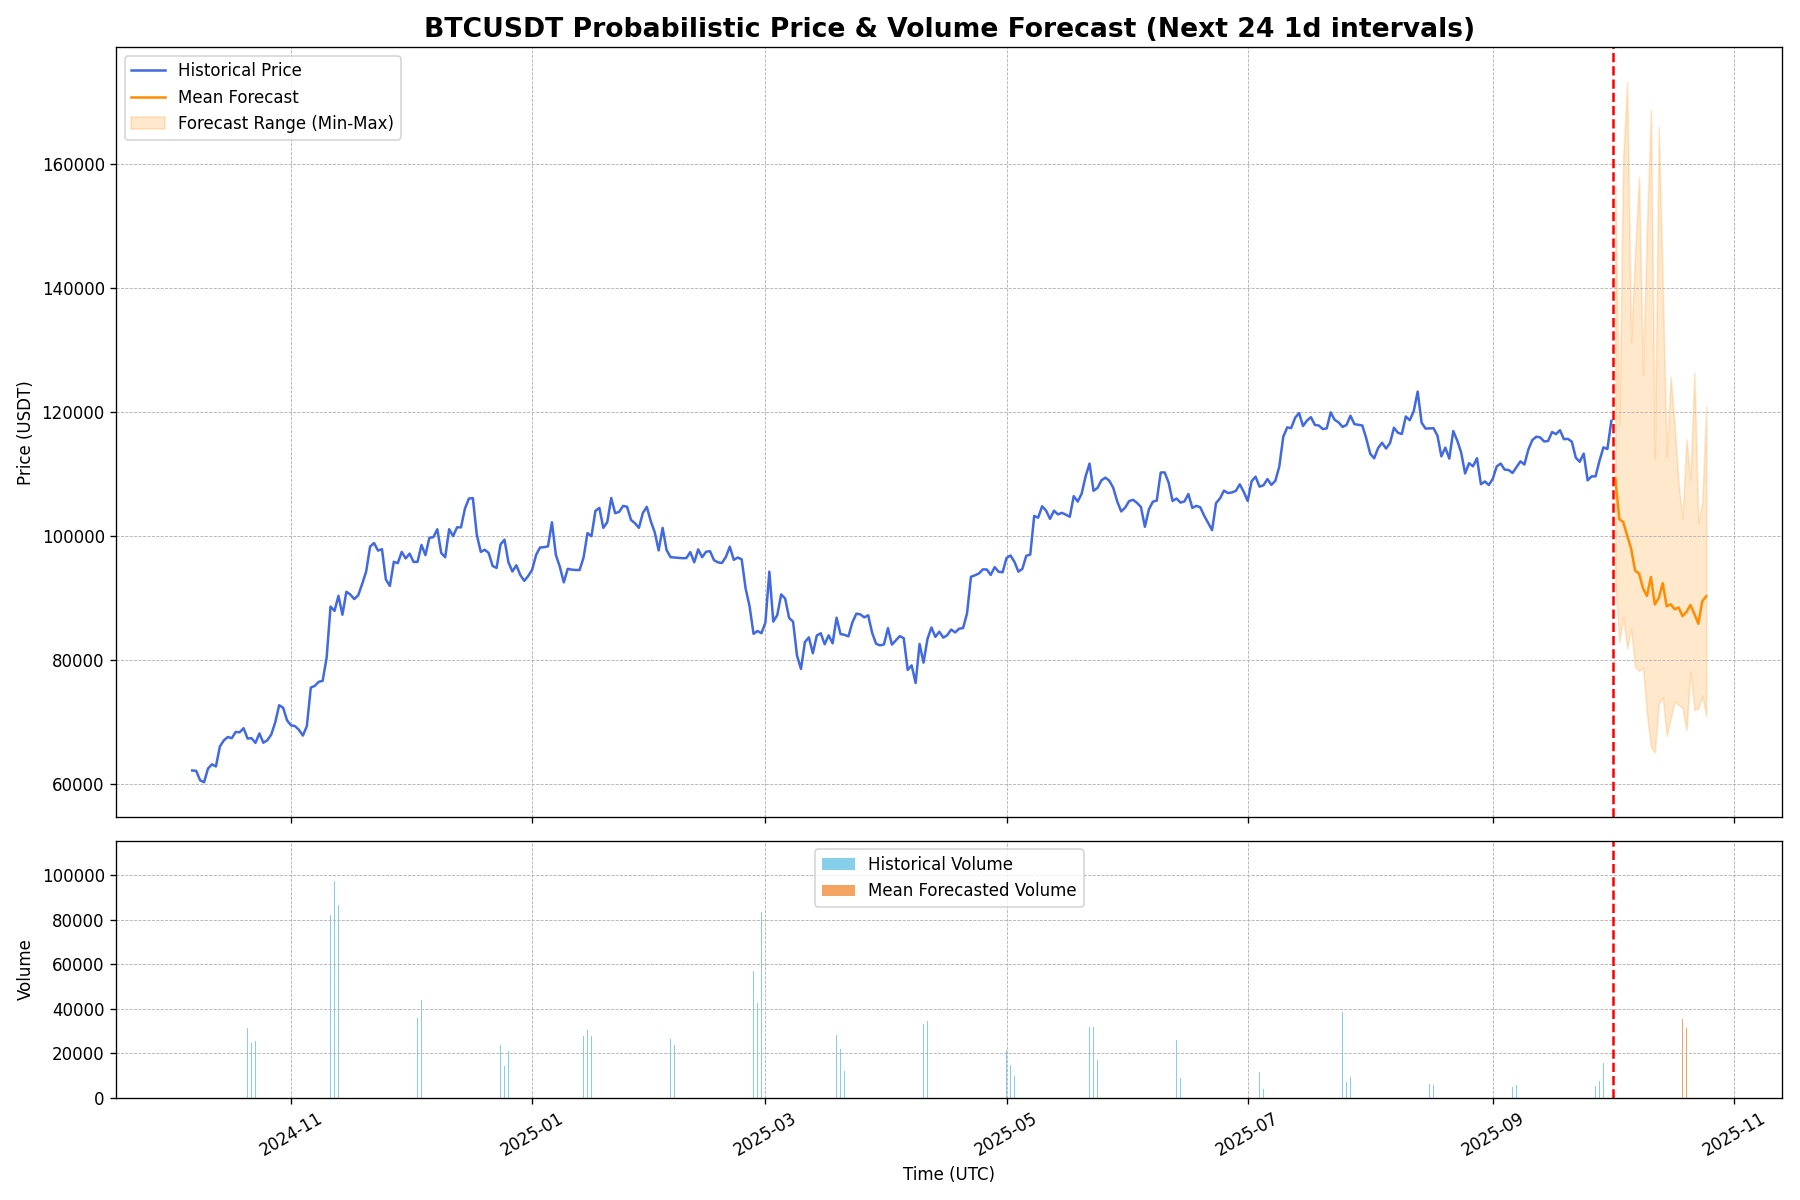 BTCUSDT Probabilistic Price & Volume Forecast (Next 24 1d intervals)
Historical Price
Mean Forecast
Forecast Range (Min-Max)
Price (USDT)
160000
140000
120000
100000
80000
60000
Historical Volume
Mean Forecasted Volume
Volume
100000
80000
60000
40000
20000
0
2024-11
2025-01
2025-03
2025-05
2025-07
2025-09
2025-11
Time (UTC)